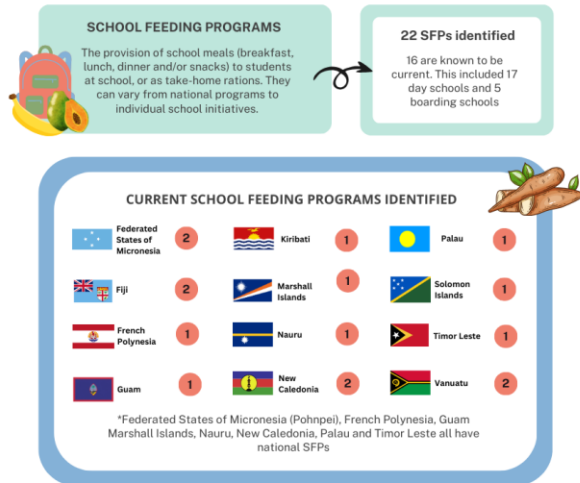 SCHOOL FEEDING PROGRAMS
The provision of school meals (breakfast,
lunch, dinner and/or snacks) to students
at school, or as take-home rations. They
can vary from national programs to
individual school initiatives.
22 SFPs identified
16 are known to be
current. This included 17
day schools and 5
boarding schools
CURRENT SCHOOL FEEDING PROGRAMS IDENTIFIED
Federated
States of
Micronesia
2
Kiribati
1
Palau
1
Fiji
2
Marshall
Islands
1
Solomon
Islands
1
French
Polynesia
1
Nauru
1
Timor Leste
1
Guam
1
New
Caledonia
2
Vanuatu
2
*Federated States of Micronesia (Pohnpei), French Polynesia, Guam
Marshall Islands, Nauru, New Caledonia, Palau and Timor Leste all have
national SFPs